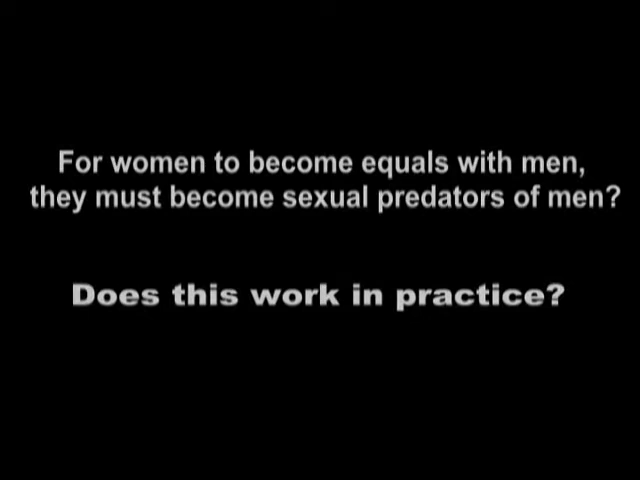 For women to become equals with men,
they must become sexual predators of men?
Does this work in practice?